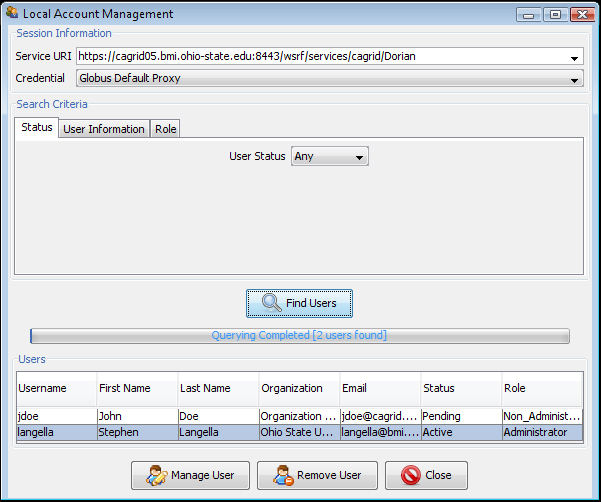 Local Account Management
Session Information
Service URI https://cagrid05.bmi.ohio-state.edu:8443/wsrf/services/cagrid/Dorian
Credential Globus Default Proxy
Search Criteria
Status User Information Role
User Status Any
Find Users
Querying Completed [2 users found]
Users
Username First Name Last Name Organization Email Status Role
jdoe John Doe Organization ... jdoe@cagrid.... Pending Non_Administ...
langella Stephen Langella Ohio State U... langella@bmi.... Active Administrator
Manage User Remove User Close